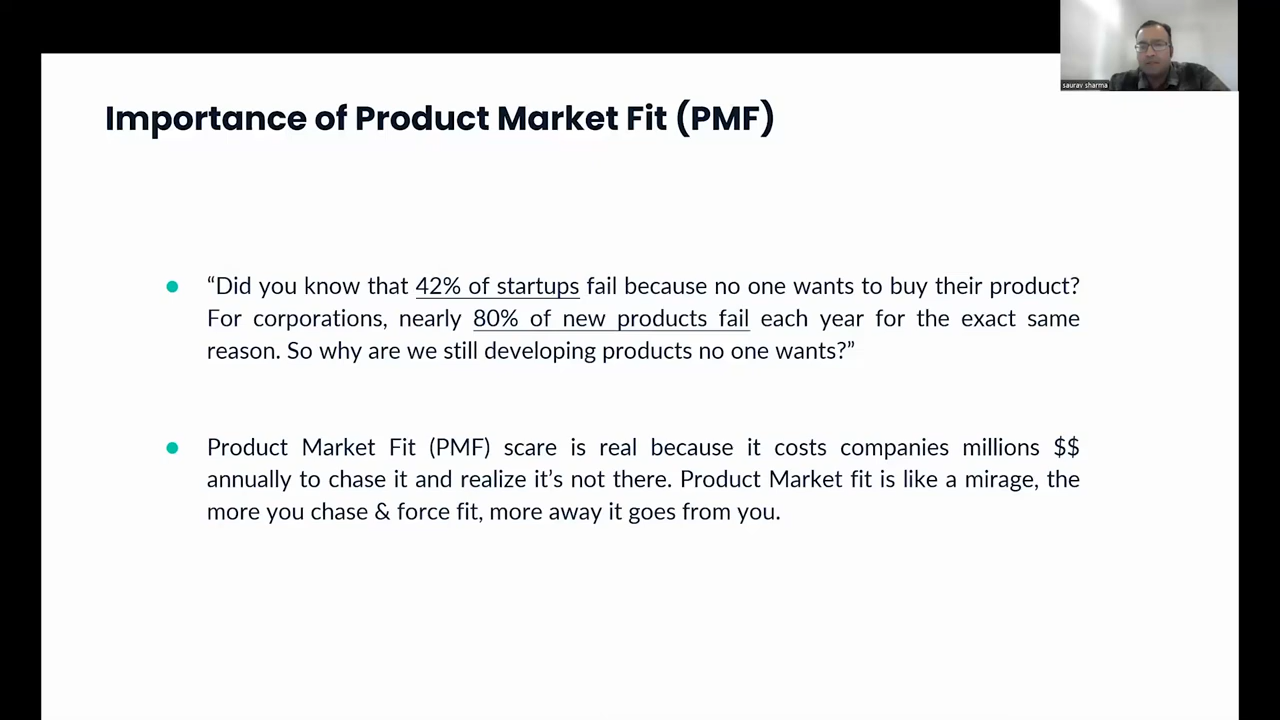 saurav sharma
Importance of Product Market Fit (PMF)
● “Did you know that 42% of startups fail because no one wants to buy their product?
For corporations, nearly 80% of new products fail each year for the exact same
reason. So why are we still developing products no one wants?”
● Product Market Fit (PMF) scare is real because it costs companies millions $$
annually to chase it and realize it’s not there. Product Market fit is like a mirage, the
more you chase & force fit, more away it goes from you.